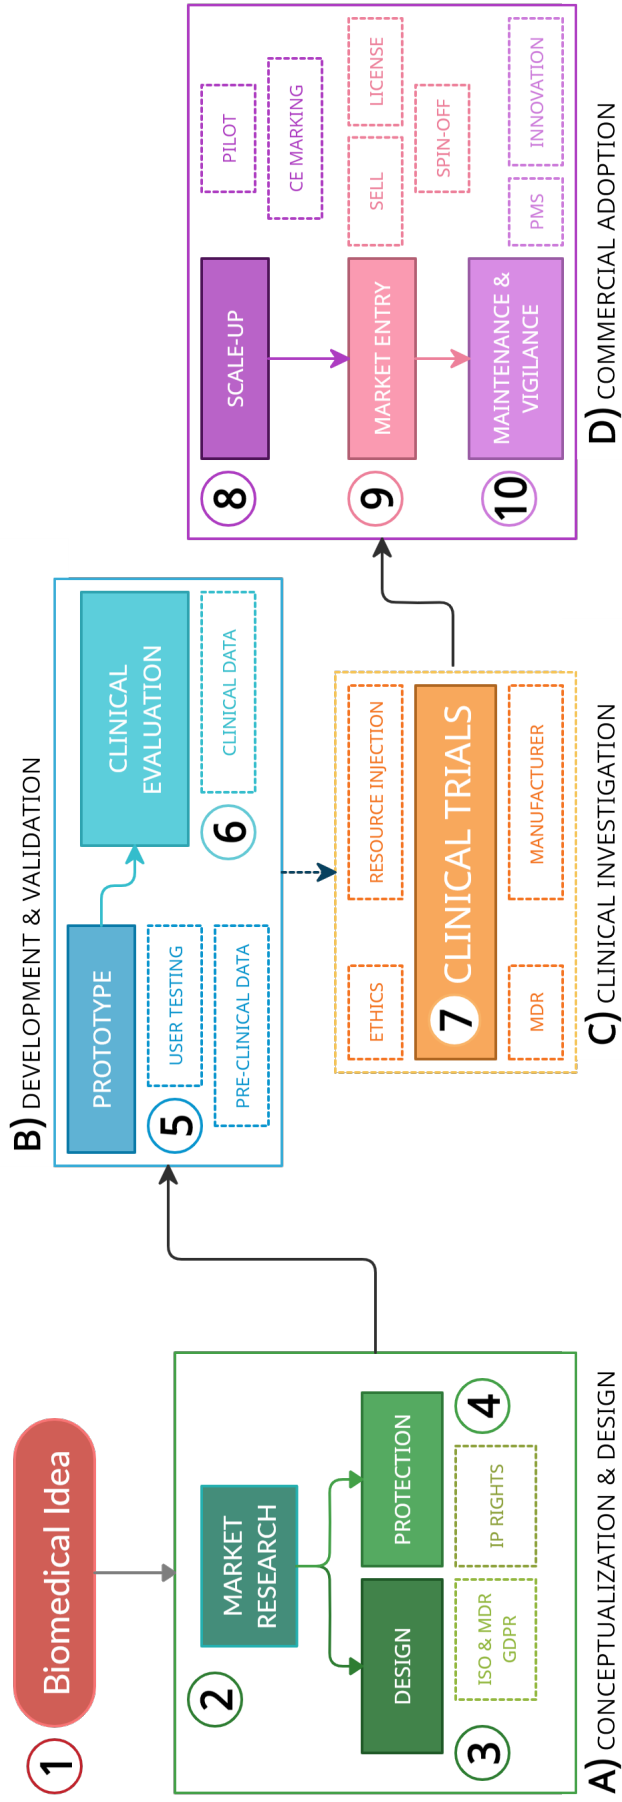 1
Biomedical Idea
2
MARKET
RESEARCH
3
DESIGN
ISO & MDR
GDPR
PROTECTION
4
IP RIGHTS
A) CONCEPTUALIZATION & DESIGN
B) DEVELOPMENT & VALIDATION
PROTOTYPE
5
USER TESTING
PRE-CLINICAL DATA
CLINICAL
EVALUATION
6
CLINICAL DATA
ETHICS
RESOURCE INJECTION
7
CLINICAL TRIALS
MDR
MANUFACTURER
C) CLINICAL INVESTIGATION
8
SCALE-UP
PILOT
CE MARKING
9
MARKET ENTRY
SELL
LICENSE
SPIN-OFF
10
MAINTENANCE &
VIGILANCE
PMS
INNOVATION
D) COMMERCIAL ADOPTION